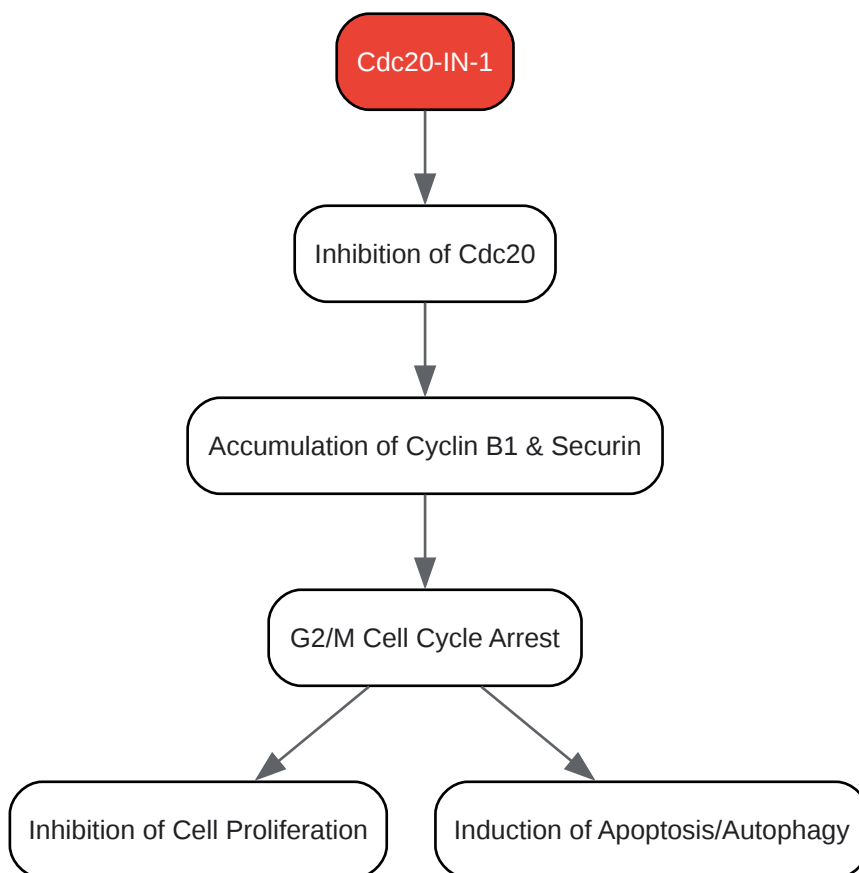 Cdc20-IN-1
Inhibition of Cdc20
Accumulation of Cyclin B1 & Securin
G2/M Cell Cycle Arrest
Inhibition of Cell Proliferation
Induction of Apoptosis/Autophagy